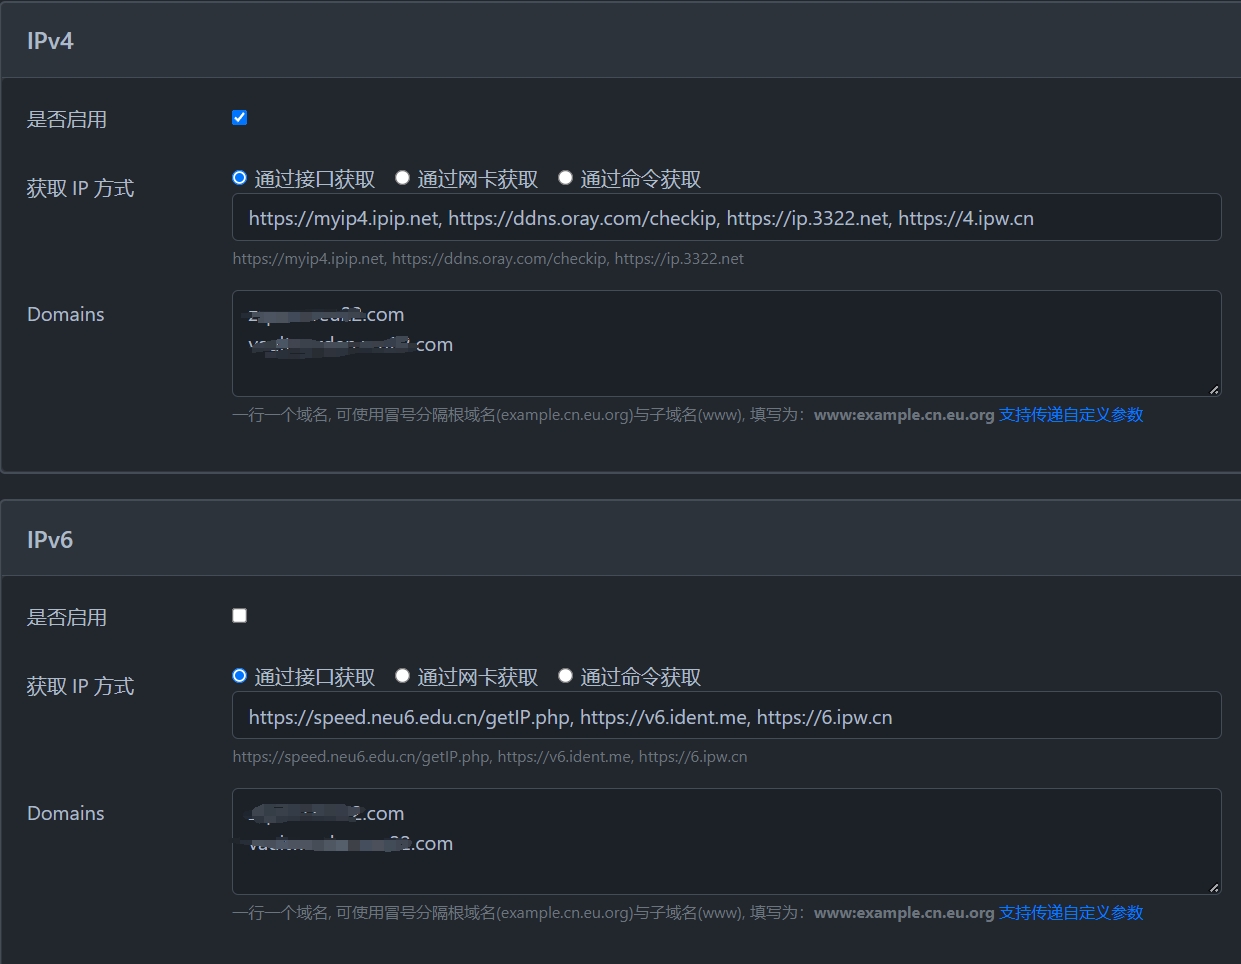 IPv4
是否启用
获取 IP 方式
通过接口获取 通过网卡获取 通过命令获取
https://myip4.ipip.net, https://ddns.oray.com/checkip, https://ip.3322.net, https://4.ipw.cn
https://myip4.ipip.net, https://ddns.oray.com/checkip, https://ip.3322.net
Domains
.com
.com
一行一个域名, 可使用冒号分隔根域名(example.cn.eu.org)与子域名(www), 填写为：www:example.cn.eu.org 支持传递自定义参数
IPv6
是否启用
获取 IP 方式
通过接口获取 通过网卡获取 通过命令获取
https://speed.neu6.edu.cn/getIP.php, https://v6.ident.me, https://6.ipw.cn
https://speed.neu6.edu.cn/getIP.php, https://v6.ident.me, https://6.ipw.cn
Domains
.com
.com
一行一个域名, 可使用冒号分隔根域名(example.cn.eu.org)与子域名(www), 填写为：www:example.cn.eu.org 支持传递自定义参数